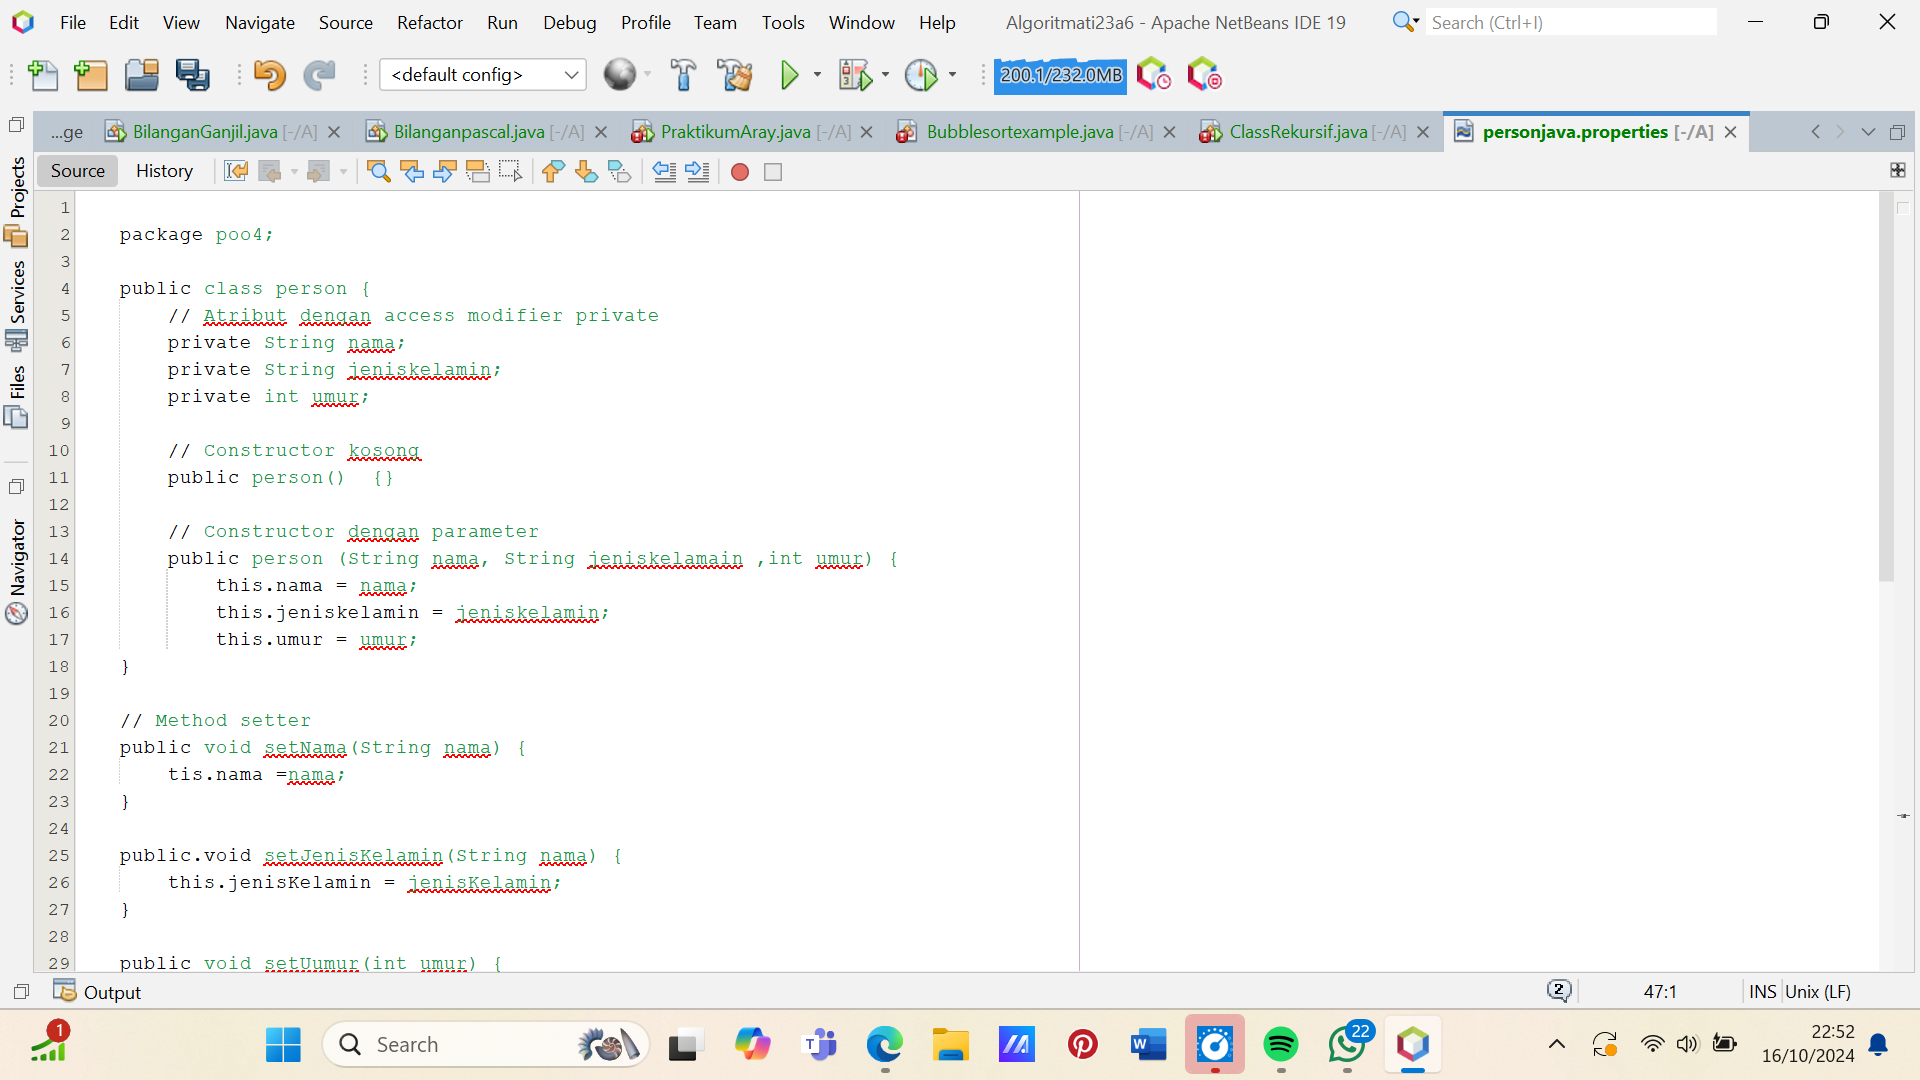 File Edit View Navigate Source Refactor Run Debug Profile Team Tools Window Help Algoritmati23a6 - Apache NetBeans IDE 19 Search (Ctrl+I)
<default config> 200.1/232.0MB
...ge BilanganGanjil.java [-/A] Bilanganpascal.java [-/A] PraktikumAray.java [-/A] Bubblesortexample.java [-/A] ClassRekursif.java [-/A] personjava.properties [-/A]
Source History
Projects
Services
Files
Navigator
1
2 package poo4;
3
4 public class person {
5 // Atribut dengan access modifier private
6 private String nama;
7 private String jeniskelamin;
8 private int umur;
9
10 // Constructor kosong
11 public person() {}
12
13 // Constructor dengan parameter
14 public person (String nama, String jeniskelamain ,int umur) {
15 this.nama = nama;
16 this.jeniskelamin = jeniskelamin;
17 this.umur = umur;
18 }
19
20 // Method setter
21 public void setNama(String nama) {
22 tis.nama =nama;
23 }
24
25 public.void setJenisKelamin(String nama) {
26 this.jenisKelamin = jenisKelamin;
27 }
28
29 public void setUumur(int umur) {
Output 2 47:1 INS Unix (LF)
1 Search 22 22:52
16/10/2024